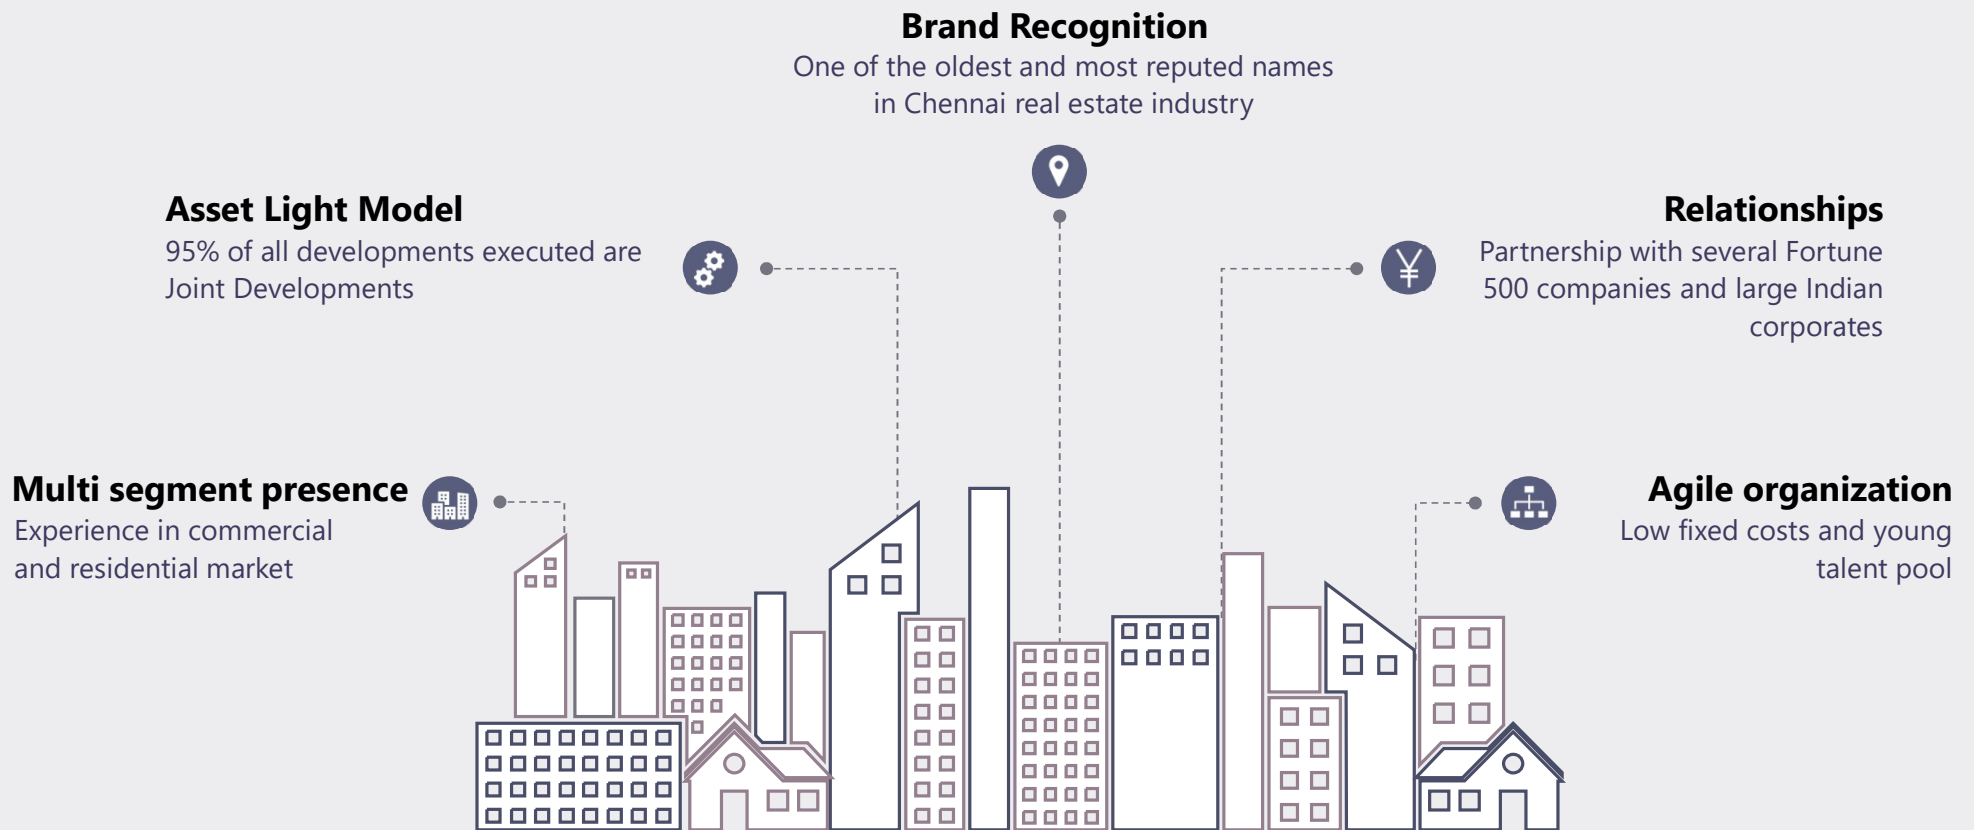 Brand Recognition
One of the oldest and most reputed names
in Chennai real estate industry
Asset Light Model
95% of all developments executed are
Joint Developments
Relationships
Partnership with several Fortune
500 companies and large Indian
corporates
Multi segment presence
Experience in commercial
and residential market
Agile organization
Low fixed costs and young
talent pool